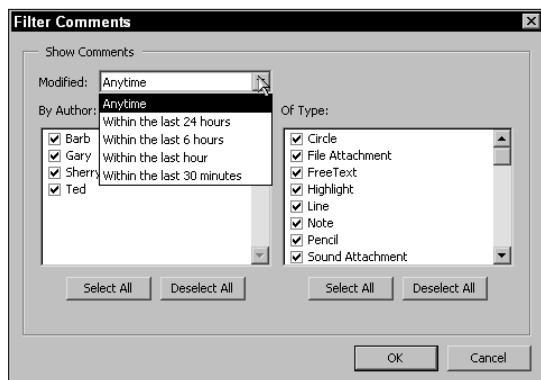 Filter Comments
Show Comments
Modified: Anytime
Anytime
Within the last 24 hours
Within the last 6 hours
Within the last hour
Within the last 30 minutes
By Author:
Barb
Gary
Sherry
Ted
Select All Deselect All
Of Type:
Circle
File Attachment
FreeText
Highlight
Line
Note
Pencil
Sound Attachment
Select All Deselect All
OK Cancel